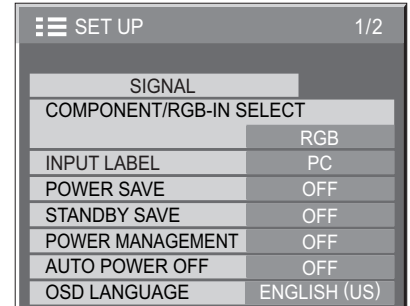 SET UP 1/2
SIGNAL
COMPONENT/RGB-IN SELECT
RGB
INPUT LABEL PC
POWER SAVE OFF
STANDBY SAVE OFF
POWER MANAGEMENT OFF
AUTO POWER OFF OFF
OSD LANGUAGE ENGLISH (US)